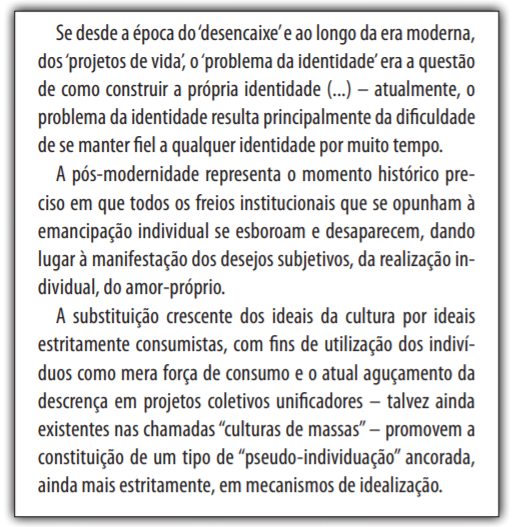 Se desde a época do ‘desencaixe’ e ao longo da era moderna,
dos ‘projetos de vida’, o ‘problema da identidade’ era a questão
de como construir a própria identidade (...) – atualmente, o
problema da identidade resulta principalmente da dificuldade
de se manter fiel a qualquer identidade por muito tempo.
A pós-modernidade representa o momento histórico pre-
ciso em que todos os freios institucionais que se opunham à
emancipação individual se esboroam e desaparecem, dando
lugar à manifestação dos desejos subjetivos, da realização in-
dividual, do amor-próprio.
A substituição crescente dos ideais da cultura por ideais
estritamente consumistas, com fins de utilização dos indiví-
duos como mera força de consumo e o atual aguçamento da
descrença em projetos coletivos unificadores – talvez ainda
existentes nas chamadas “culturas de massas” – promovem a
constituição de um tipo de “pseudo-individuação” ancorada,
ainda mais estritamente, em mecanismos de idealização.